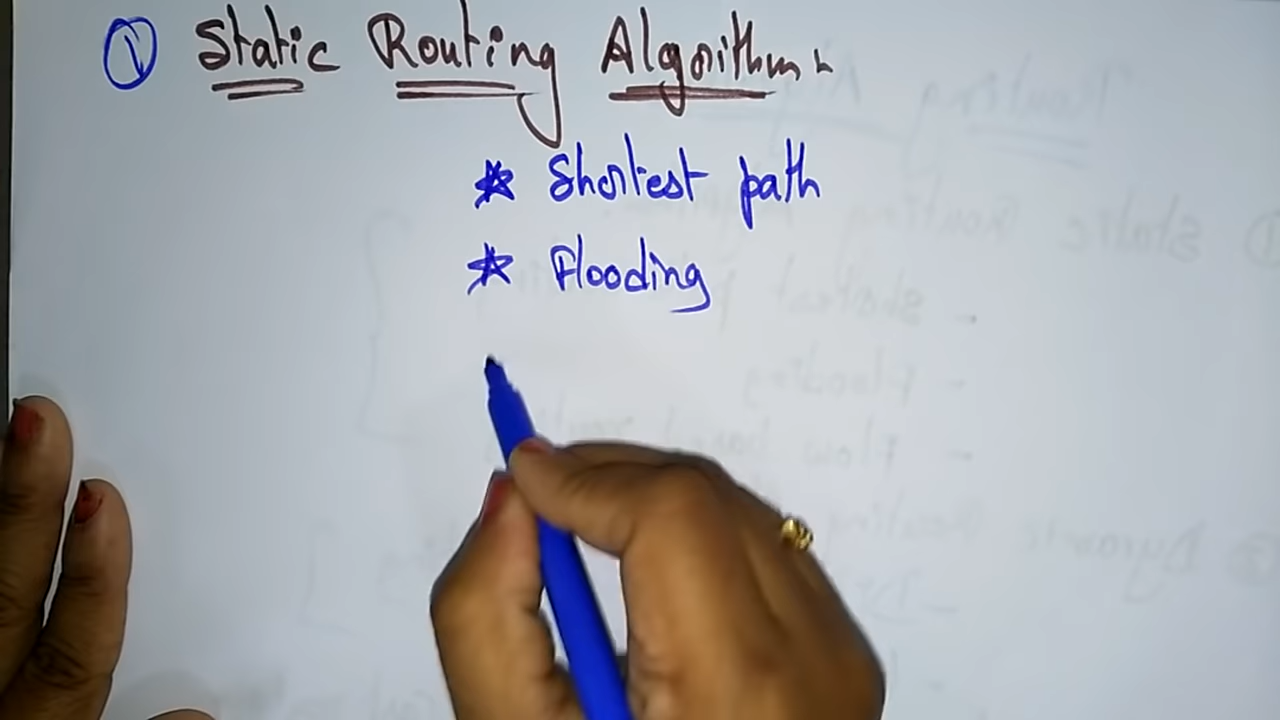 ① Static Routing Algorithm
* Shortest path
* Flooding